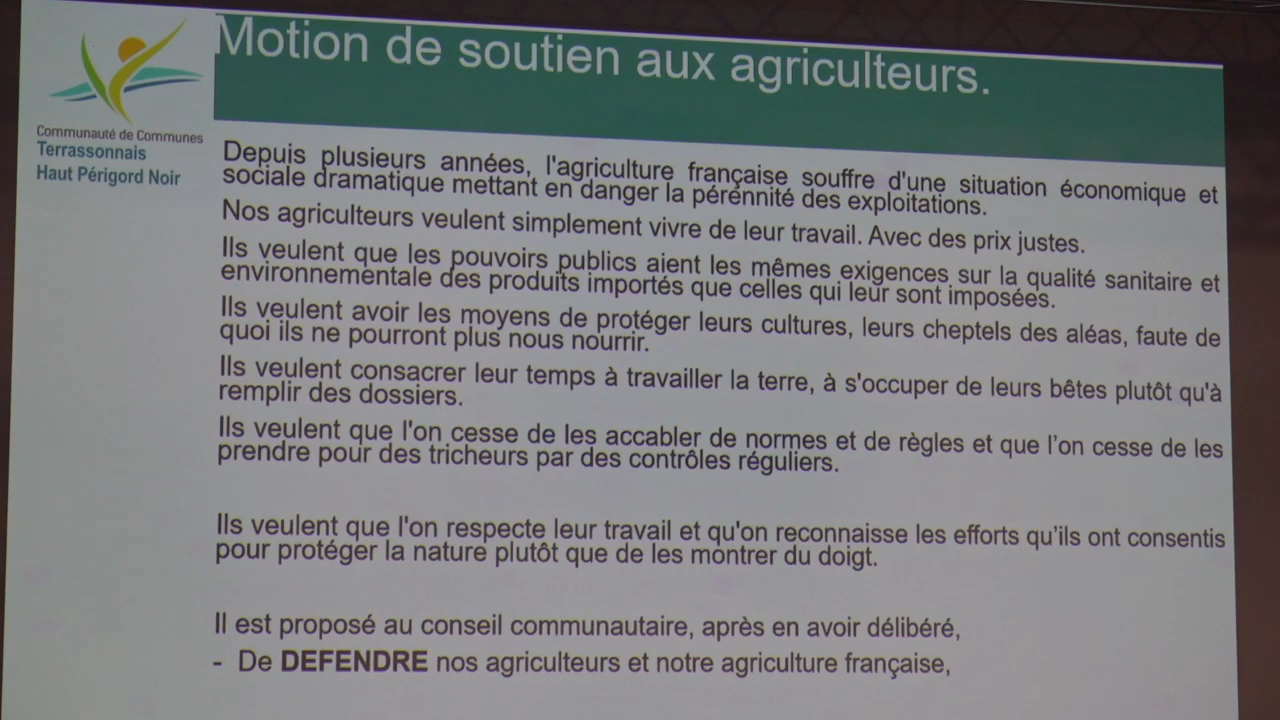 Motion de soutien aux agriculteurs.
Communauté de Communes
Terrassonnais
Haut Périgord Noir
Depuis plusieurs années, l'agriculture française souffre d'une situation économique et
sociale dramatique mettant en danger la pérennité des exploitations.
Nos agriculteurs veulent simplement vivre de leur travail. Avec des prix justes.
Ils veulent que les pouvoirs publics aient les mêmes exigences sur la qualité sanitaire et
environnementale des produits importés que celles qui leur sont imposées.
Ils veulent avoir les moyens de protéger leurs cultures, leurs cheptels des aléas, faute de
quoi ils ne pourront plus nous nourrir.
Ils veulent consacrer leur temps à travailler la terre, à s'occuper de leurs bêtes plutôt qu'à
remplir des dossiers.
Ils veulent que l'on cesse de les accabler de normes et de règles et que l’on cesse de les
prendre pour des tricheurs par des contrôles réguliers.
Ils veulent que l'on respecte leur travail et qu'on reconnaisse les efforts qu’ils ont consentis
pour protéger la nature plutôt que de les montrer du doigt.
Il est proposé au conseil communautaire, après en avoir délibéré,
- De DEFENDRE nos agriculteurs et notre agriculture française,